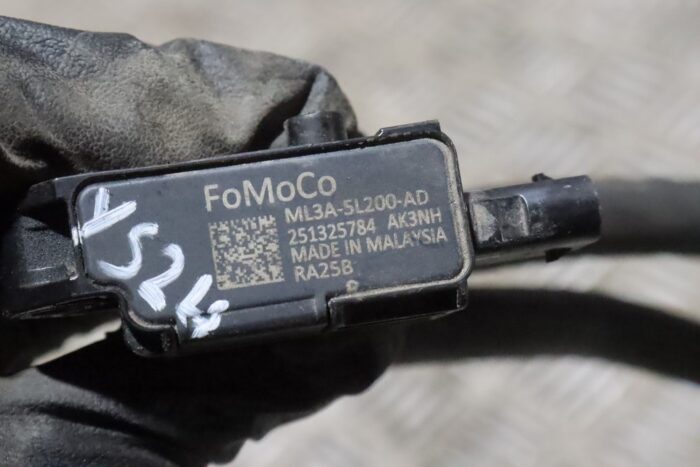 FoMoCo
ML3A-5L200-AD
251325784 AK3NH
MADE IN MALAYSIA
RA25B